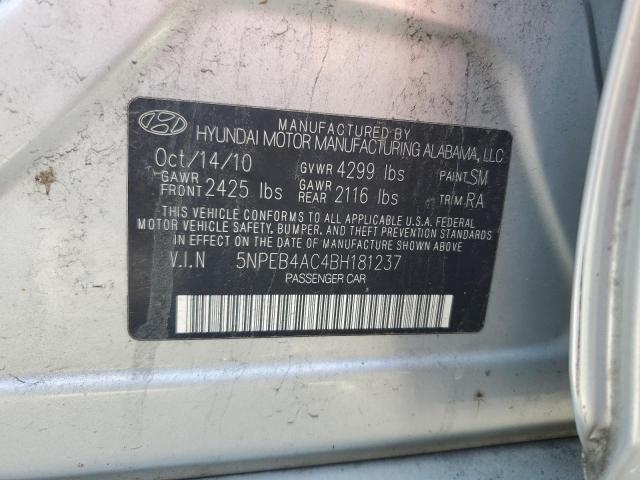 MANUFACTURED BY
HYUNDAI MOTOR MANUFACTURING ALABAMA, LLC
Oct/14/10 GVWR 4299 lbs PAINT SM
GAWR FRONT 2425 lbs GAWR REAR 2116 lbs TRIM RA
THIS VEHICLE CONFORMS TO ALL APPLICABLE U.S.A. FEDERAL
MOTOR VEHICLE SAFETY, BUMPER, AND THEFT PREVENTION
STANDARDS IN EFFECT ON THE DATE OF MANUFACTURE SHOWN ABOVE
V.I.N 5NPEB4AC4BH181237
PASSENGER CAR